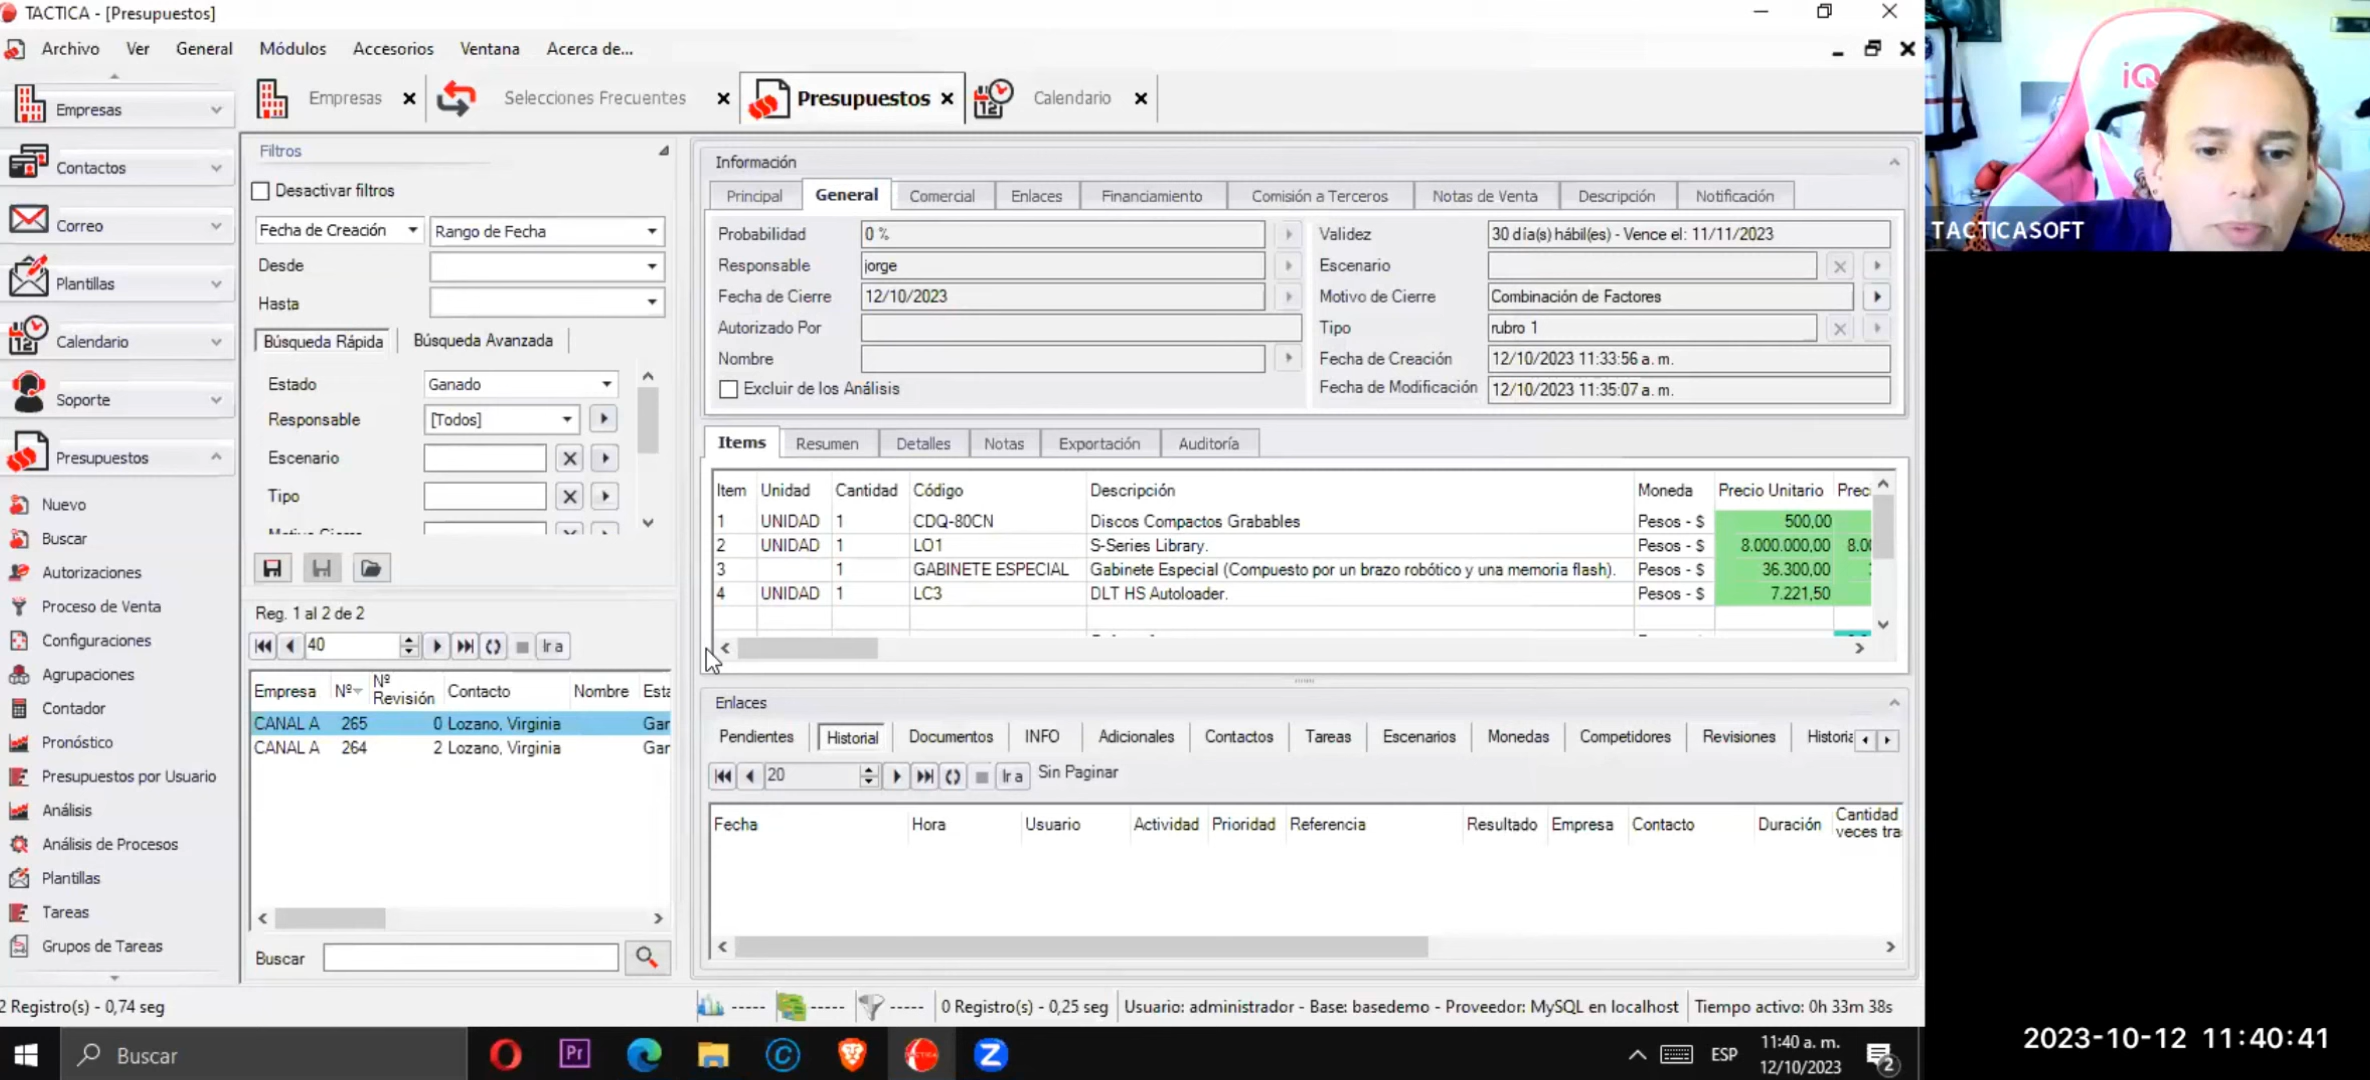 TACTICA - [Presupuestos]
Archivo Ver General Módulos Accesorios Ventana Acerca de...
Empresas
Contactos
Correo
Plantillas
Calendario
Soporte
Presupuestos
Nuevo
Buscar
Autorizaciones
Proceso de Venta
Configuraciones
Agrupaciones
Contador
Pronóstico
Presupuestos por Usuario
Análisis
Análisis de Procesos
Plantillas
Tareas
Grupos de Tareas
Empresas Selecciones Frecuentes Presupuestos Calendario
Filtros
Desactivar filtros
Fecha de Creación Rango de Fecha
Desde
Hasta
Búsqueda Rápida Búsqueda Avanzada
Estado Ganado
Responsable [Todos]
Escenario
Tipo
Reg. 1 al 2 de 2
40 Ir a
Empresa Nº Nº Revisión Contacto Nombre Esta
CANAL A 265 0 Lozano, Virginia Gar
CANAL A 264 2 Lozano, Virginia Gar
Buscar
Información
Principal General Comercial Enlaces Financiamiento Comisión a Terceros Notas de Venta Descripción Notificación
Probabilidad 0 % Validez 30 día(s) hábil(es) - Vence el: 11/11/2023
Responsable jorge Escenario
Fecha de Cierre 12/10/2023 Motivo de Cierre Combinación de Factores
Autorizado Por Tipo rubro 1
Nombre Fecha de Creación 12/10/2023 11:33:56 a. m.
Excluir de los Análisis Fecha de Modificación 12/10/2023 11:35:07 a. m.
Items Resumen Detalles Notas Exportación Auditoría
Item Unidad Cantidad Código Descripción Moneda Precio Unitario Prec
1 UNIDAD 1 CDQ-80CN Discos Compactos Grabables Pesos - $ 500,00
2 UNIDAD 1 LO1 S-Series Library. Pesos - $ 8.000.000,00 8.0
3 1 GABINETE ESPECIAL Gabinete Especial (Compuesto por un brazo robótico y una memoria flash). Pesos - $ 36.300,00
4 UNIDAD 1 LC3 DLT HS Autoloader. Pesos - $ 7.221,50
Enlaces
Pendientes Historial Documentos INFO Adicionales Contactos Tareas Escenarios Monedas Competidores Revisiones Historia
20 Ir a Sin Paginar
Fecha Hora Usuario Actividad Prioridad Referencia Resultado Empresa Contacto Duración Cantidad veces tra
2 Registro(s) - 0,74 seg ----- ----- ----- 0 Registro(s) - 0,25 seg Usuario: administrador - Base: basedemo - Proveedor: MySQL en localhost Tiempo activo: 0h 33m 38s
Buscar
Pr
ESP
11:40 a. m.
12/10/2023
2
iQ
TACTICASOFT
2023-10-12 11:40:41